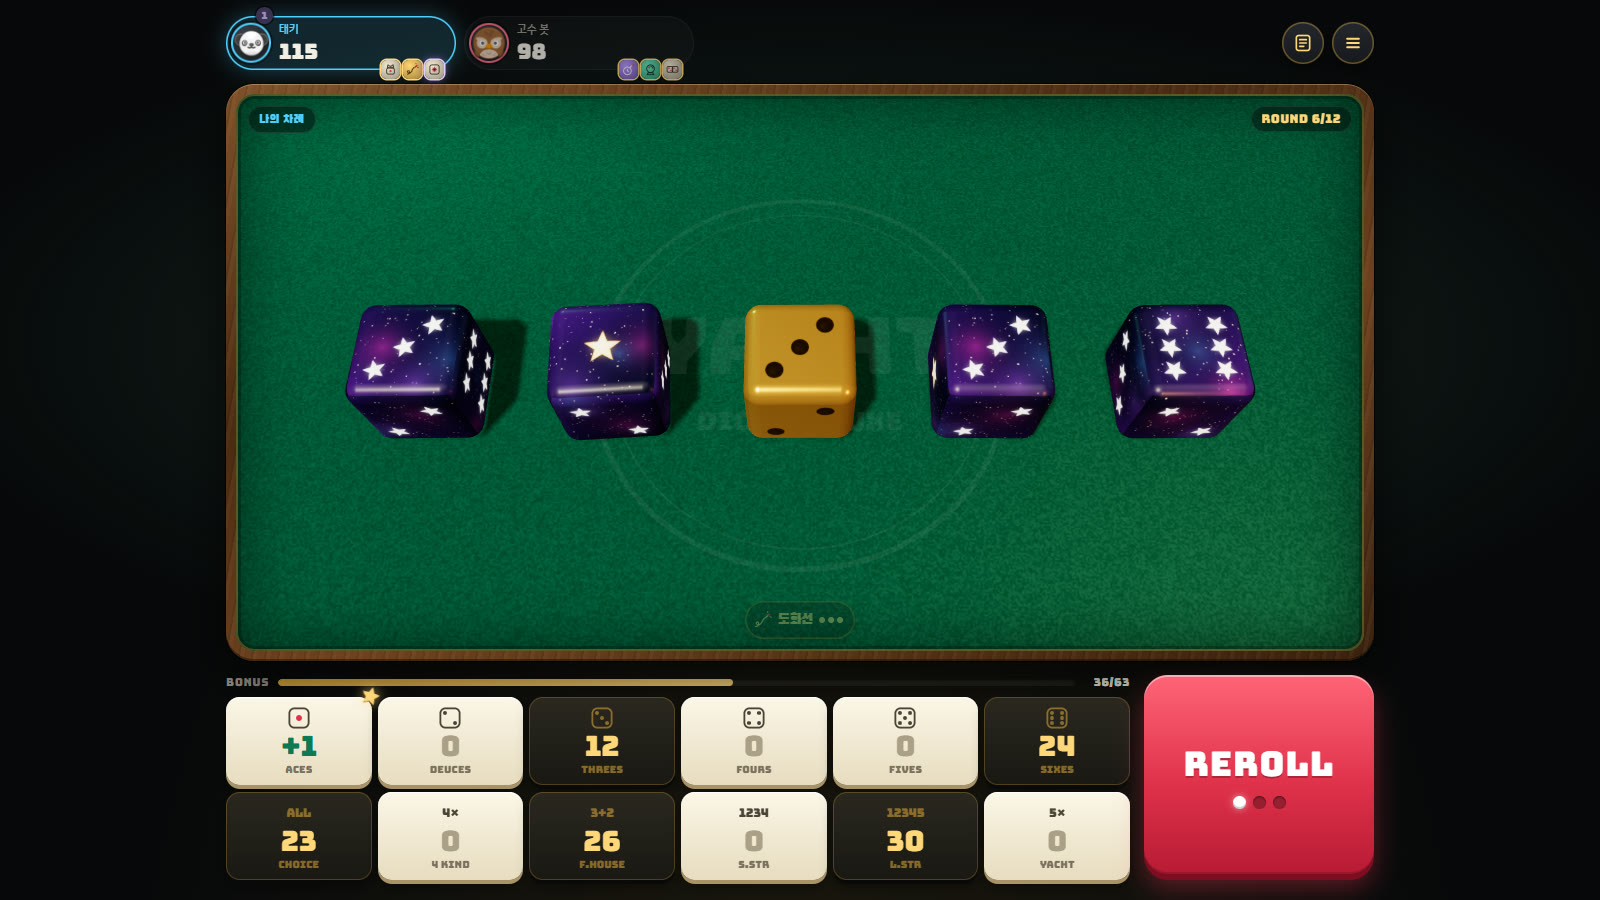 1
태키
115
고수 봇
98
나의 차례
ROUND 6/12
YACHT
도화선
BONUS
36/63
+1
ACES
0
DEUCES
12
THREES
0
FOURS
0
FIVES
24
SIXES
ALL
23
CHOICE
4×
0
4 KIND
3+2
26
F.HOUSE
1234
0
S.STR
12345
30
L.STR
5×
0
YACHT
REROLL